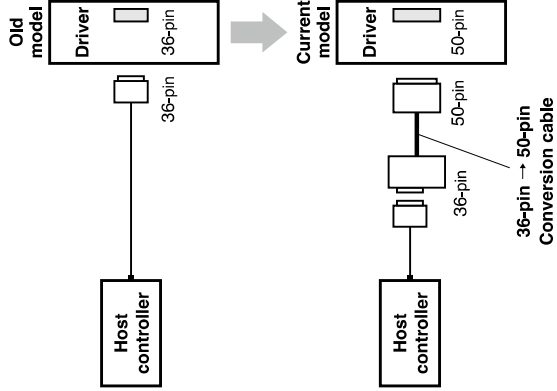 Old
model
Driver
36-pin
36-pin
Host
controller
Current
model
Driver
50-pin
50-pin
36-pin
36-pin → 50-pin
Conversion cable
Host
controller